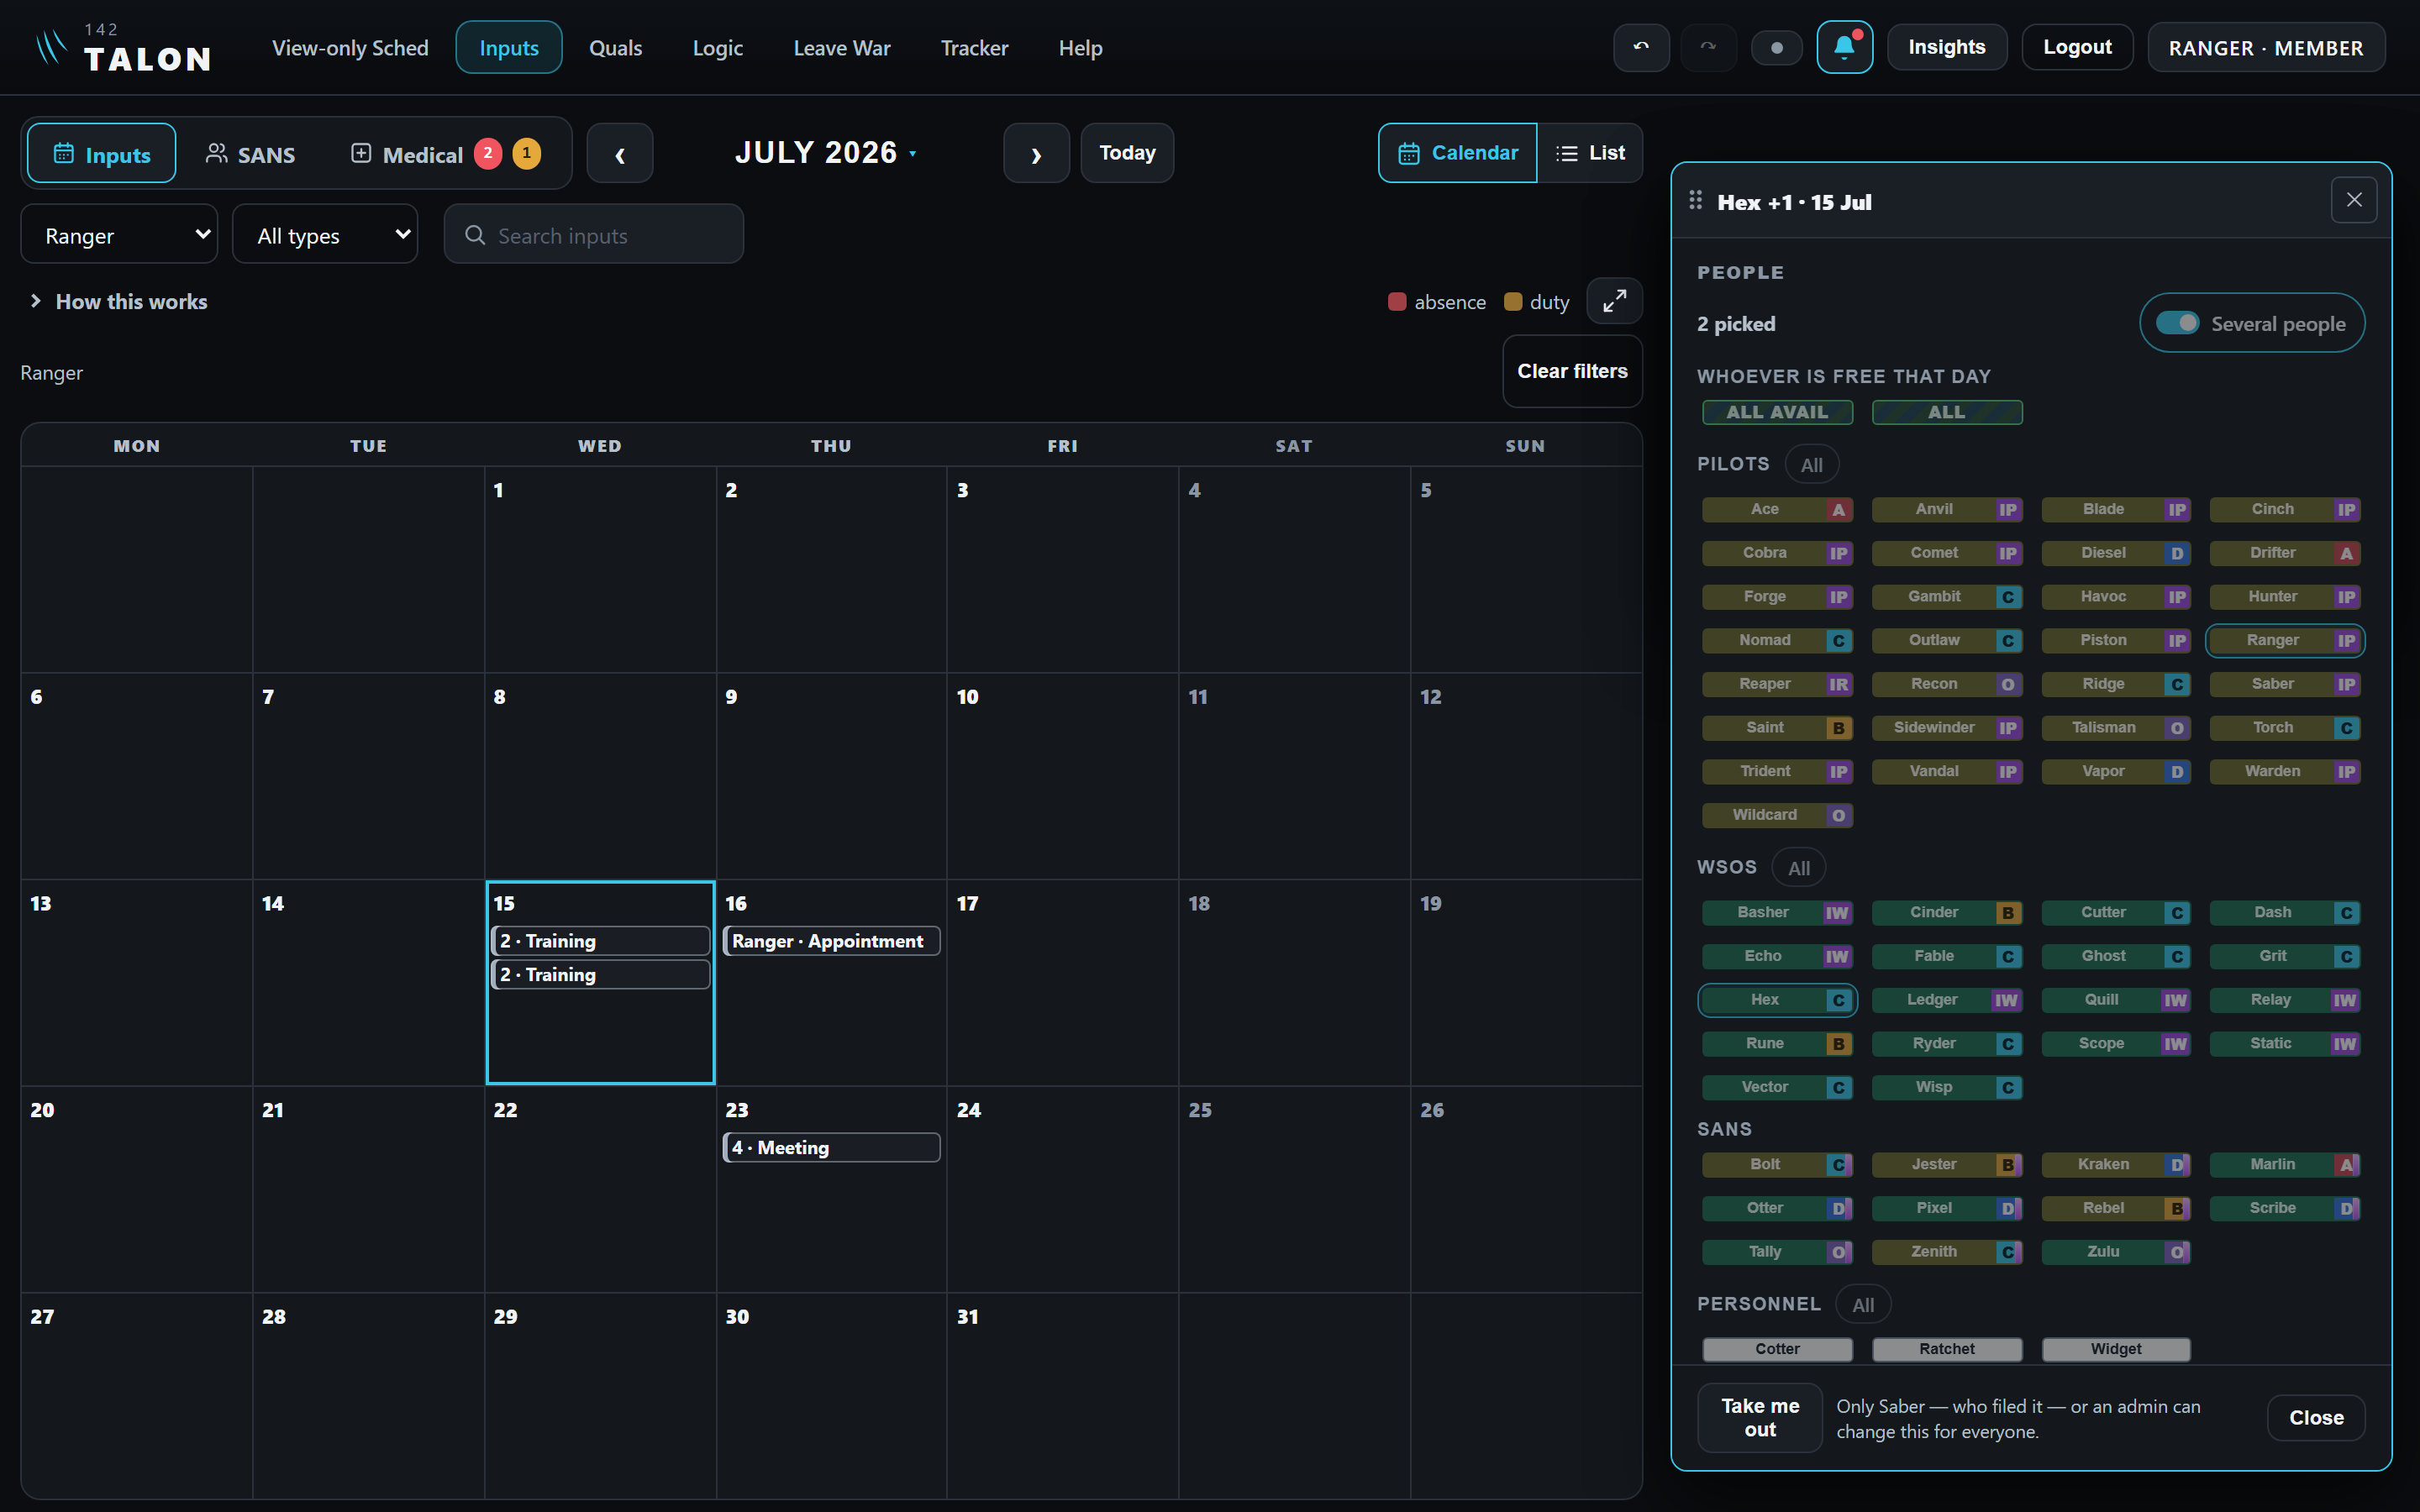 142
TALON
View-only Sched
Inputs
Quals
Logic
Leave War
Tracker
Help
Insights
Logout
RANGER · MEMBER
Inputs
SANS
Medical 2 1
JULY 2026
Today
Calendar
List
Ranger
All types
Search inputs
How this works
absence
duty
Ranger
Clear filters
MON TUE WED THU FRI SAT SUN
1 2 3 4 5
6 7 8 9 10 11 12
13 14 15 16 17 18 19
2 · Training
Ranger · Appointment
2 · Training
20 21 22 23 24 25 26
4 · Meeting
27 28 29 30 31
Hex +1 · 15 Jul
PEOPLE
2 picked
Several people
WHOEVER IS FREE THAT DAY
ALL AVAIL ALL
PILOTS All
Ace A Anvil IP Blade IP Cinch IP
Cobra IP Comet IP Diesel D Drifter A
Forge IP Gambit C Havoc IP Hunter IP
Nomad C Outlaw C Piston IP Ranger IP
Reaper IR Recon O Ridge C Saber IP
Saint B Sidewinder IP Talisman O Torch C
Trident IP Vandal IP Vapor D Warden IP
Wildcard O
WSOS All
Basher IW Cinder B Cutter C Dash C
Echo IW Fable C Ghost C Grit C
Hex C Ledger IW Quill IW Relay IW
Rune B Ryder C Scope IW Static IW
Vector C Wisp C
SANS
Bolt C Jester B Kraken D Marlin A
Otter D Pixel D Rebel B Scribe D
Tally O Zenith C Zulu O
PERSONNEL All
Cotter Ratchet Widget
Take me
out
Only Saber — who filed it — or an admin can
change this for everyone.
Close